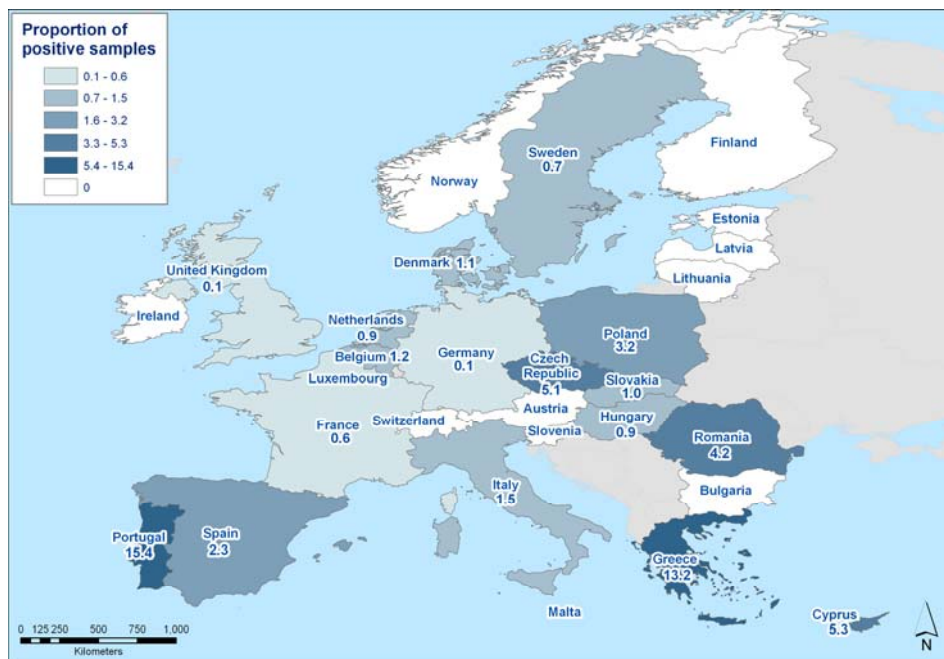 Proportion of
positive samples
0.1 - 0.6
0.7 - 1.5
1.6 - 3.2
3.3 - 5.3
5.4 - 15.4
0
Finland
Sweden
0.7
Norway
Estonia
Latvia
Lithuania
Denmark 1.1
United Kingdom
0.1
Ireland
Netherlands
0.9
Belgium 1.2
Luxembourg
Germany
0.1
Poland
3.2
Czech
Republic
5.1
Slovakia
1.0
Austria
Switzerland
Slovenia
Hungary
0.9
France
0.6
Romania
4.2
Bulgaria
Italy
1.5
Portugal
15.4
Spain
2.3
Greece
13.2
Malta
Cyprus
5.3
0 125 250 500 750 1,000
Kilometers
N